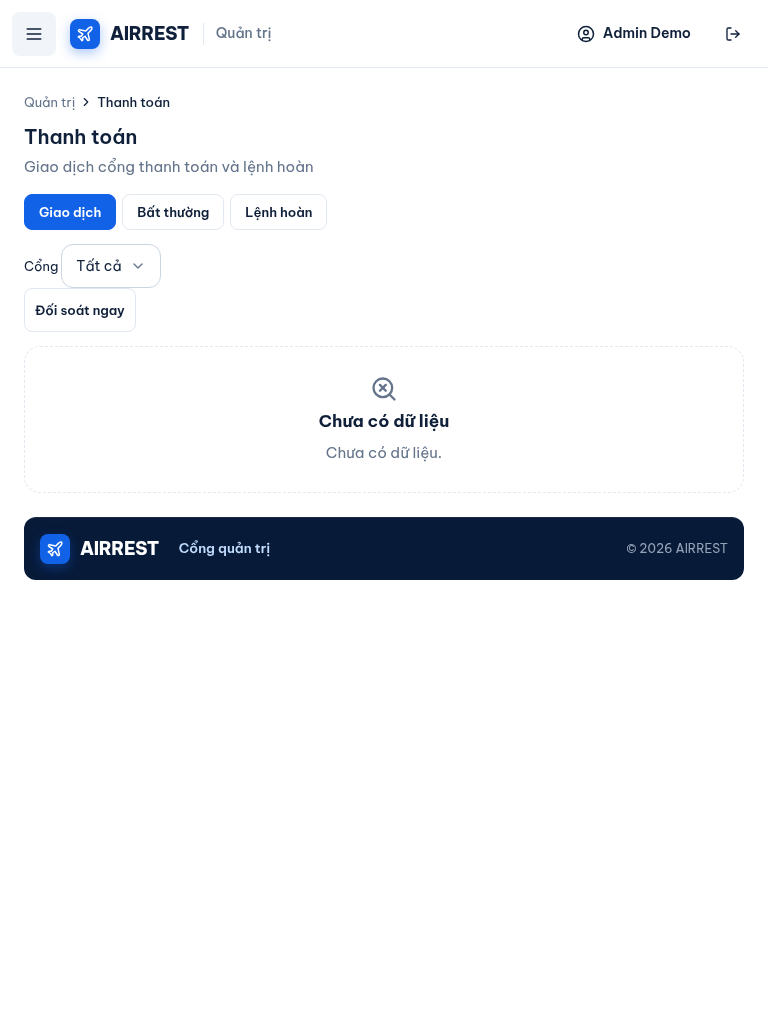 AIRREST Quản trị Admin Demo
Quản trị > Thanh toán
Thanh toán
Giao dịch cổng thanh toán và lệnh hoàn
Giao dịch Bất thường Lệnh hoàn
Cổng Tất cả
Đối soát ngay
Chưa có dữ liệu
Chưa có dữ liệu.
AIRREST Cổng quản trị © 2026 AIRREST